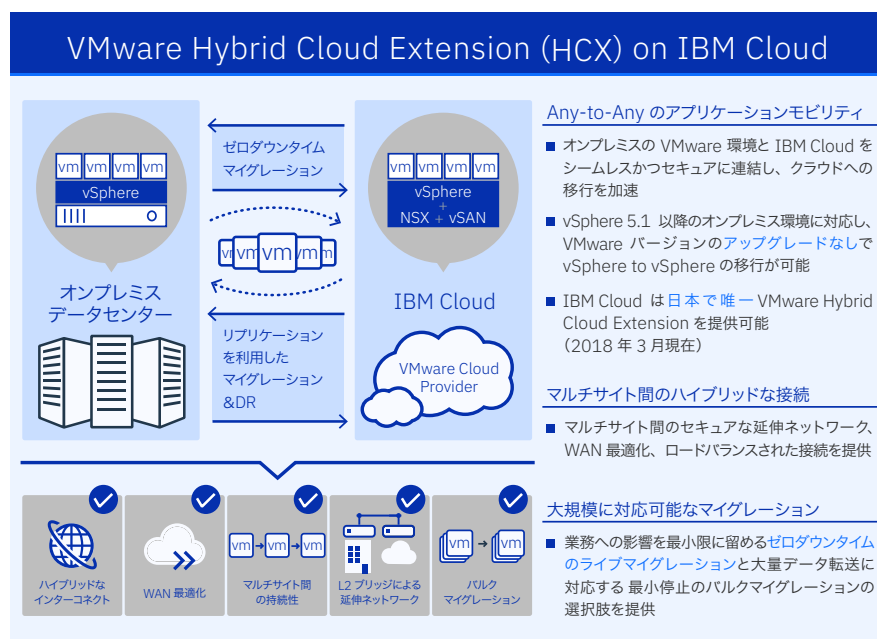 VMware Hybrid Cloud Extension (HCX) on IBM Cloud
vm vm vm vm
vSphere
オンプレミス
データセンター
ゼロダウンタイム
マイグレーション
vm
リプリケーション
を利用した
マイグレーション
&DR
vm vm vm vm
vSphere
+
NSX + vSAN
IBM Cloud
VMware Cloud
Provider
Any-to-Any のアプリケーションモビリティ
オンプレミスの VMware 環境と IBM Cloud を
シームレスかつセキュアに連結し、クラウドへの
移行を加速
vSphere 5.1 以降のオンプレミス環境に対応し、
VMware バージョンのアップグレードなしで
vSphere to vSphere の移行が可能
IBM Cloud は日本で唯一 VMware Hybrid
Cloud Extension を提供可能
(2018 年 3 月現在)
マルチサイト間のハイブリッドな接続
マルチサイト間のセキュアな延伸ネットワーク、
WAN 最適化、ロードバランスされた接続を提供
大規模に対応可能なマイグレーション
業務への影響を最小限に留めるゼロダウンタイム
のライブマイグレーションと大量データ転送に
対応する 最小停止のバルクマイグレーションの
選択肢を提供
ハイブリッドな
インターコネクト
WAN 最適化
vm vm vm
マルチサイト間
の持続性
L2 ブリッジによる
延伸ネットワーク
vm vm
バルク
マイグレーション